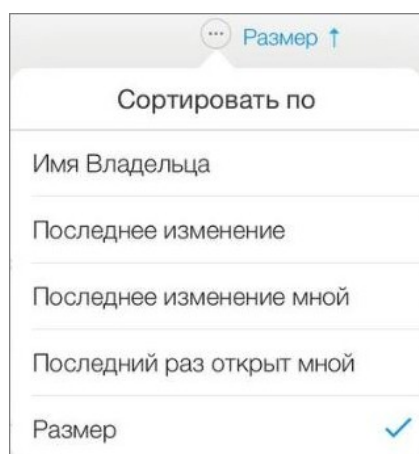 Размер ↑
Сортировать по
Имя Владельца
Последнее изменение
Последнее изменение мной
Последний раз открыт мной
Размер